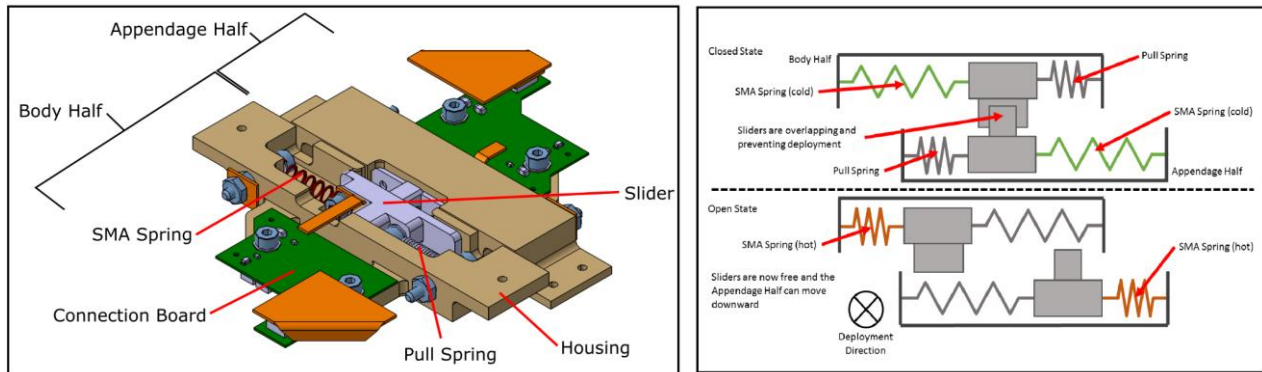 Appendage Half
Body Half
SMA Spring
Connection Board
Pull Spring
Housing
Slider
Closed State
Body Half
Pull Spring
SMA Spring (cold)
SMA Spring (cold)
Sliders are overlapping and
preventing deployment
Pull Spring
Appendage Half
Open State
SMA Spring (hot)
SMA Spring (hot)
Sliders are now free and the
Appendage Half can move
downward
Deployment
Direction